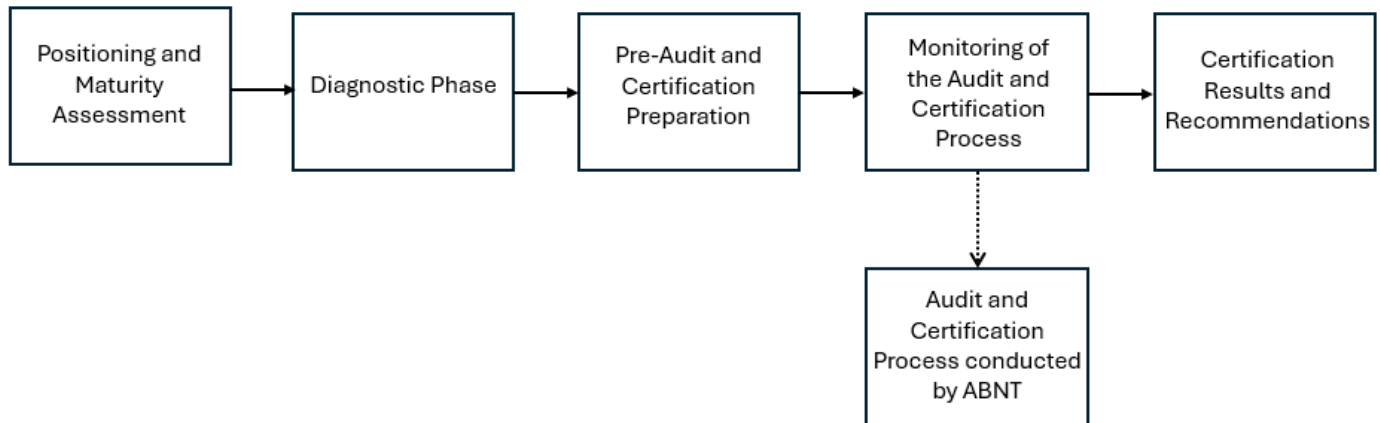 Positioning and
Maturity
Assessment
Diagnostic Phase
Pre-Audit and
Certification
Preparation
Monitoring of
the Audit and
Certification
Process
Certification
Results and
Recommendations
Audit and
Certification
Process conducted
by ABNT